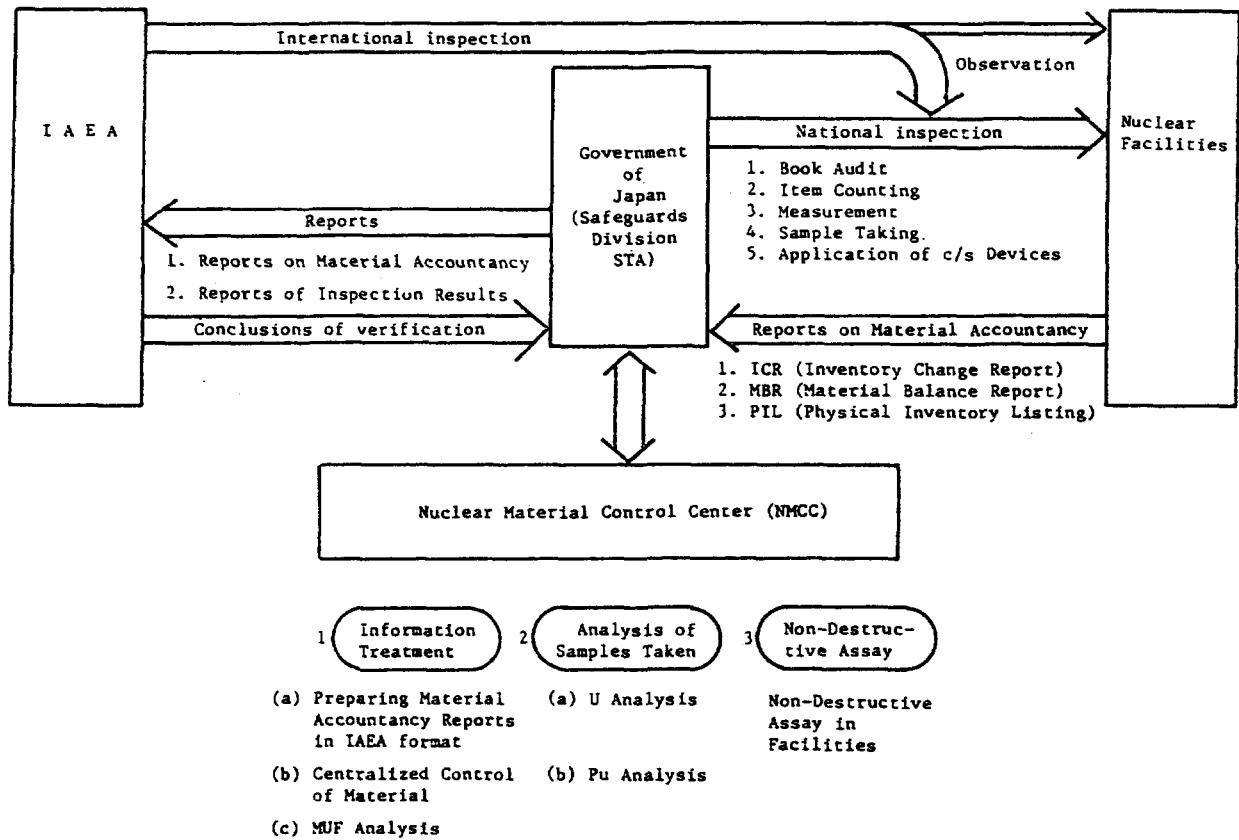 International inspection
Observation
I A E A
Nuclear
Facilities
National inspection
Government
of
Japan
(Safeguards
Division
STA)
1. Book Audit
2. Item Counting
3. Measurement
4. Sample Taking.
5. Application of c/s Devices
Reports
1. Reports on Material Accountancy
2. Reports of Inspection Results
Conclusions of verification
Reports on Material Accountancy
1. ICR (Inventory Change Report)
2. MBR (Material Balance Report)
3. PIL (Physical Inventory Listing)
Nuclear Material Control Center (NMCC)
1 Information
Treatment
(a) Preparing Material
Accountancy Reports
in IAEA format
(b) Centralized Control
of Material
(c) MUF Analysis
2 Analysis of
Samples Taken
(a) U Analysis
(b) Pu Analysis
3 Non-Destruc-
tive Assay
Non-Destructive
Assay in
Facilities